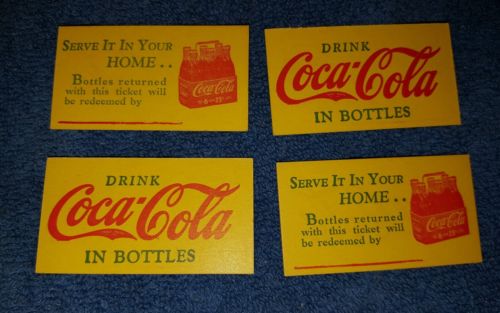 SERVE IT IN YOUR
HOME..
Bottles returned
with this ticket will
be redeemed by
Coca-Cola
DRINK
Coca-Cola
IN BOTTLES
DRINK
Coca-Cola
IN BOTTLES
SERVE IT IN YOUR
HOME..
Bottles returned
with this ticket will
be redeemed by
Coca-Cola